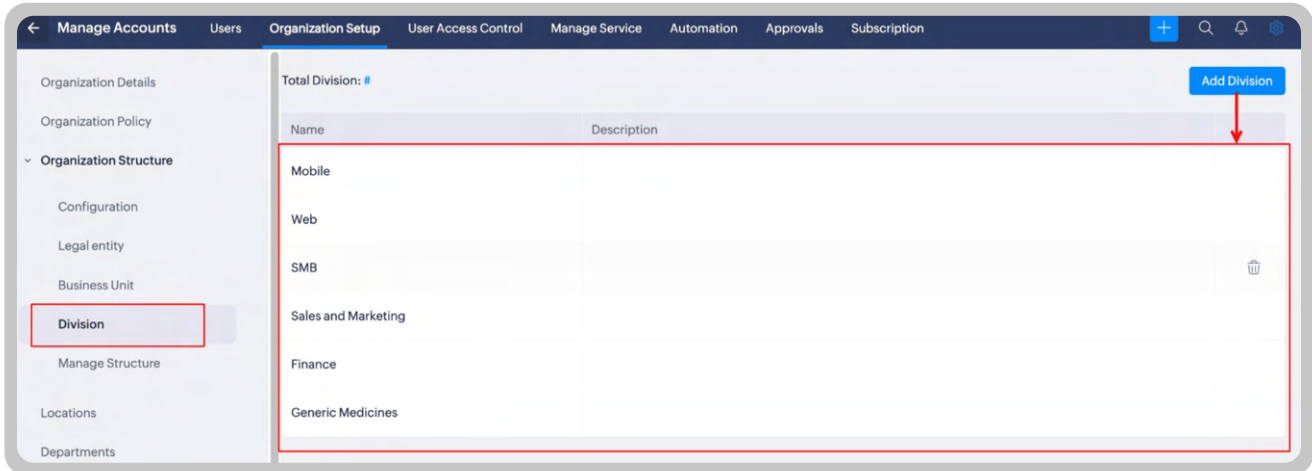 Manage Accounts Users Organization Setup User Access Control Manage Service Automation Approvals Subscription
Organization Details
Organization Policy
Organization Structure
Configuration
Legal entity
Business Unit
Division
Manage Structure
Locations
Departments
Total Division: #
Add Division
Name Description
Mobile
Web
SMB
Sales and Marketing
Finance
Generic Medicines